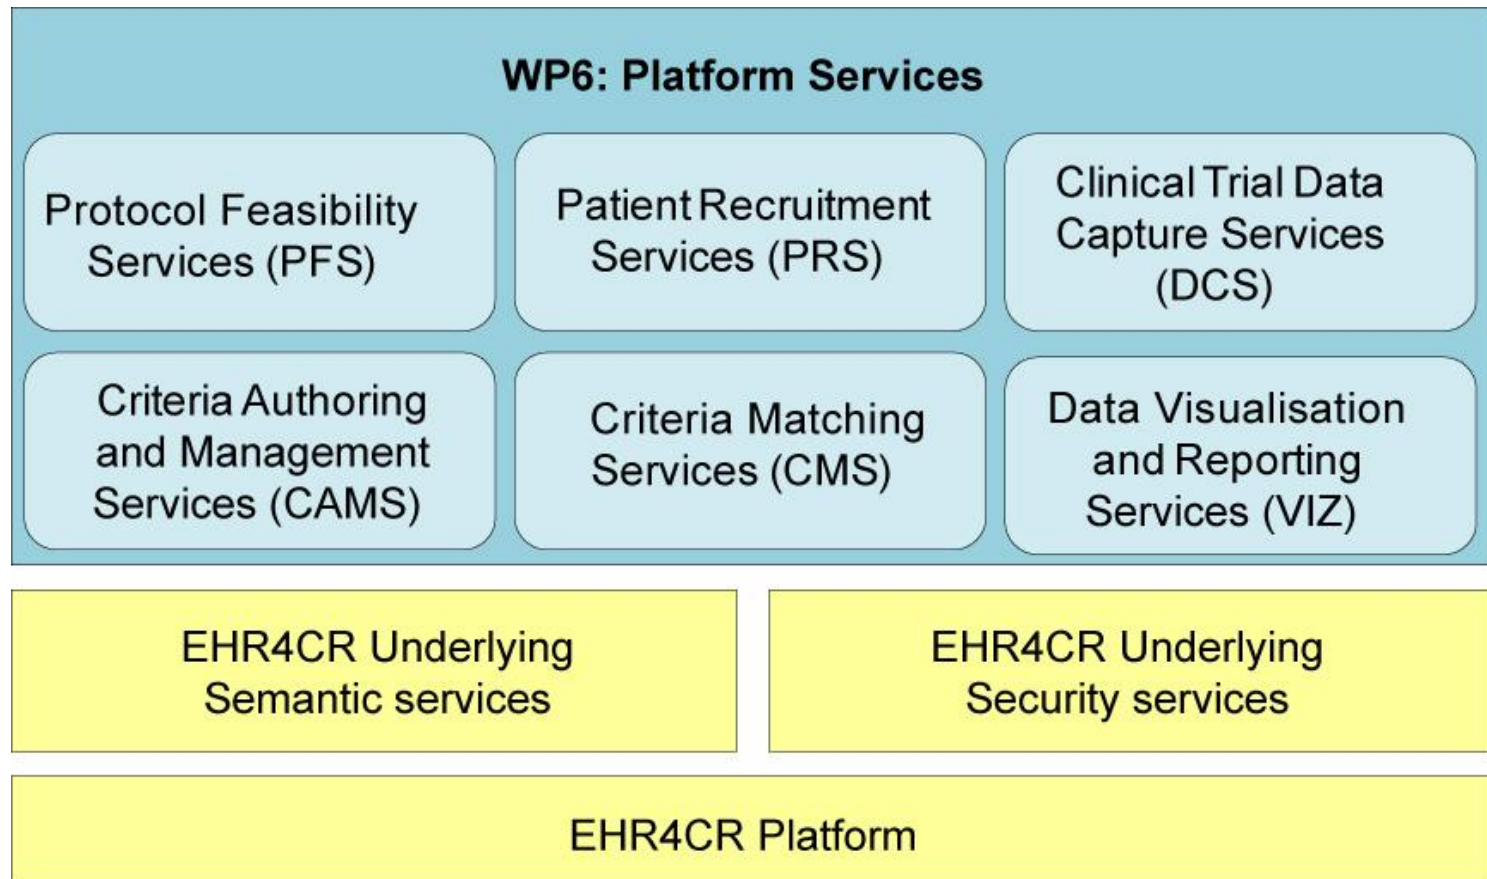 WP6: Platform Services
Protocol Feasibility
Services (PFS)
Patient Recruitment
Services (PRS)
Clinical Trial Data
Capture Services
(DCS)
Criteria Authoring
and Management
Services (CAMS)
Criteria Matching
Services (CMS)
Data Visualisation
and Reporting
Services (VIZ)
EHR4CR Underlying
Semantic services
EHR4CR Underlying
Security services
EHR4CR Platform